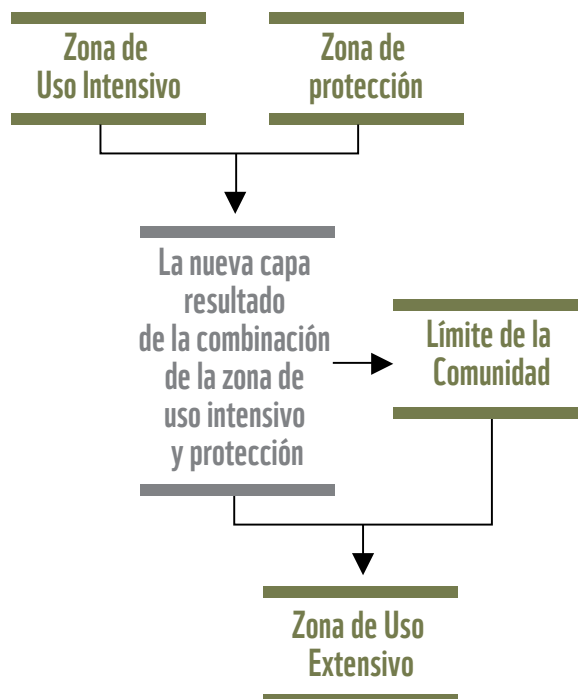 Zona de
Uso Intensivo
Zona de
protección
La nueva capa
resultado
de la combinación
de la zona de
uso intensivo
y protección
Límite de la
Comunidad
Zona de Uso
Extensivo